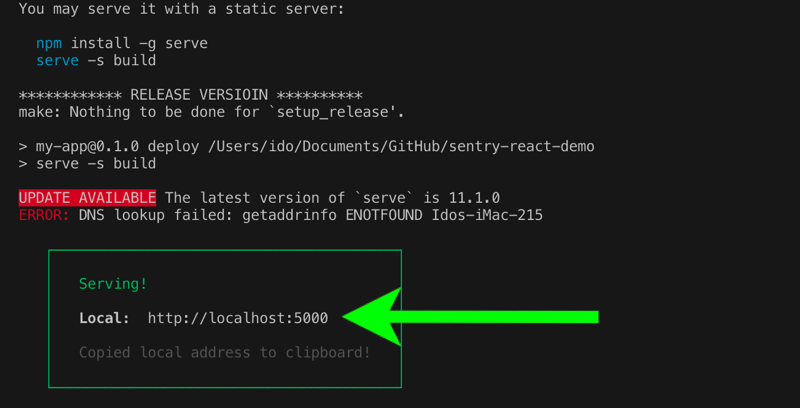 You may serve it with a static server:
npm install -g serve
serve -s build
************ RELEASE VERSIOIN **********
make: Nothing to be done for `setup_release'.
> my-app@0.1.0 deploy /Users/ido/Documents/GitHub/sentry-react-demo
> serve -s build
UPDATE AVAILABLE The latest version of `serve` is 11.1.0
ERROR: DNS lookup failed: getaddrinfo ENOTFOUND Idos-iMac-215
Serving!
Local: http://localhost:5000
Copied local address to clipboard!